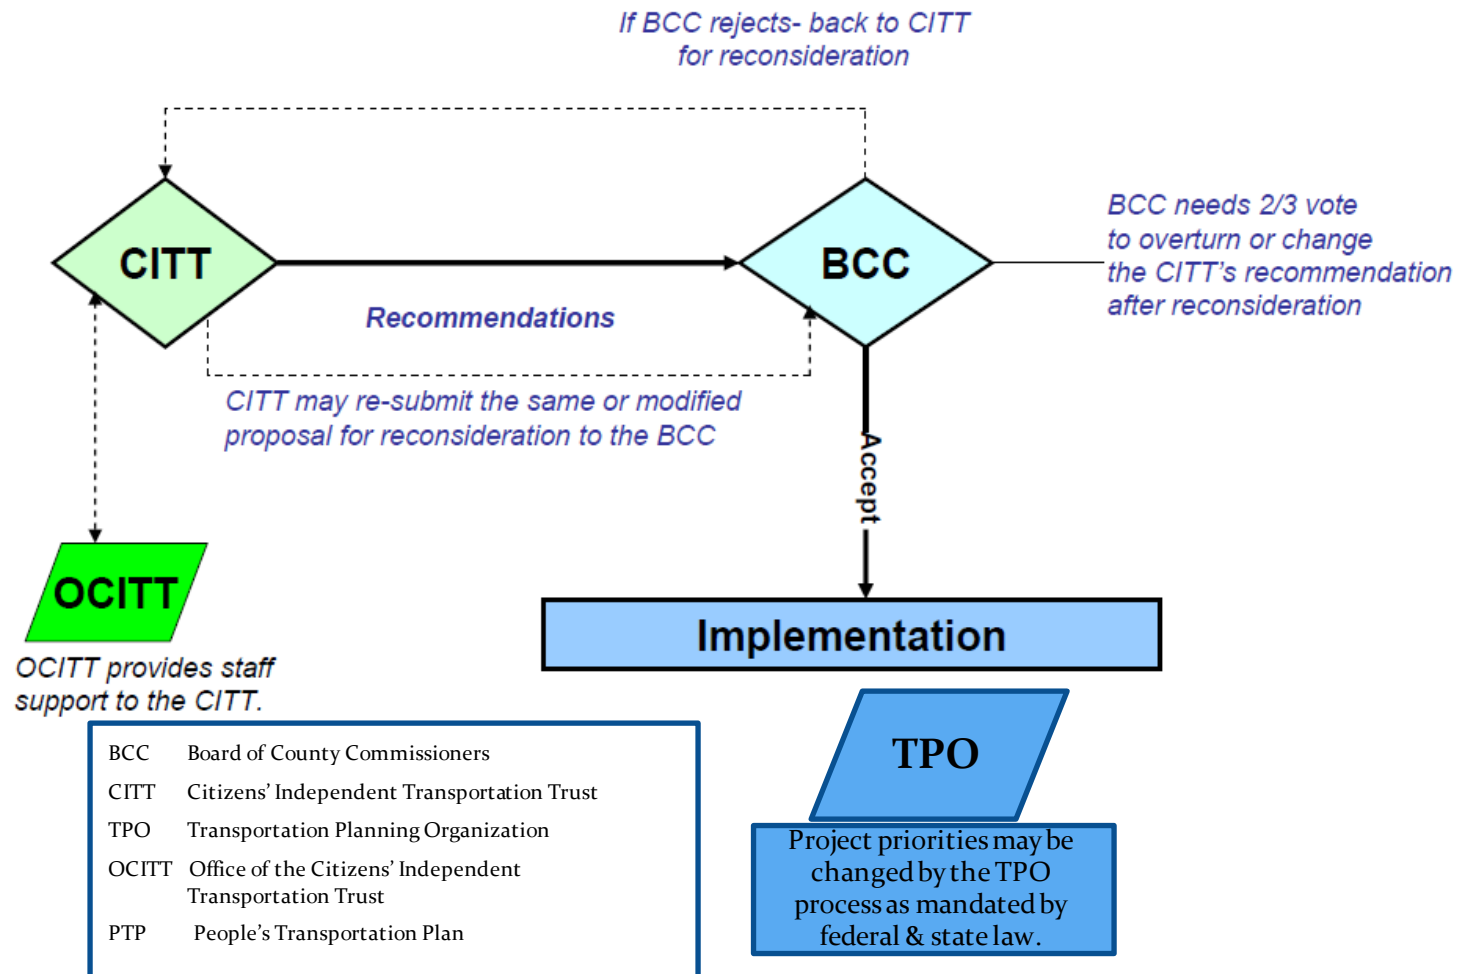 If BCC rejects- back to CITT
for reconsideration
CITT
BCC
BCC needs 2/3 vote
to overturn or change
the CITT's recommendation
after reconsideration
Recommendations
CITT may re-submit the same or modified
proposal for reconsideration to the BCC
Accept
OCITT
OCITT provides staff
support to the CITT.
Implementation
TPO
Project priorities may be
changed by the TPO
process as mandated by
federal & state law.
BCC Board of County Commissioners
CITT Citizens’ Independent Transportation Trust
TPO Transportation Planning Organization
OCITT Office of the Citizens’ Independent
Transportation Trust
PTP People’s Transportation Plan